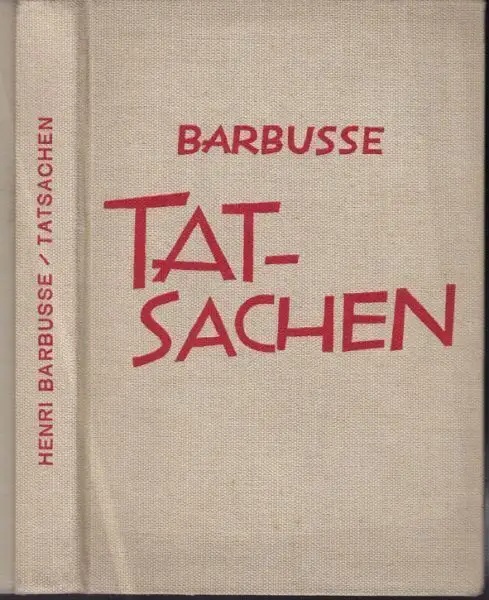 HENRI BARBUSSE / TATSACHEN
BARBUSSE
TAT-
SACHEN